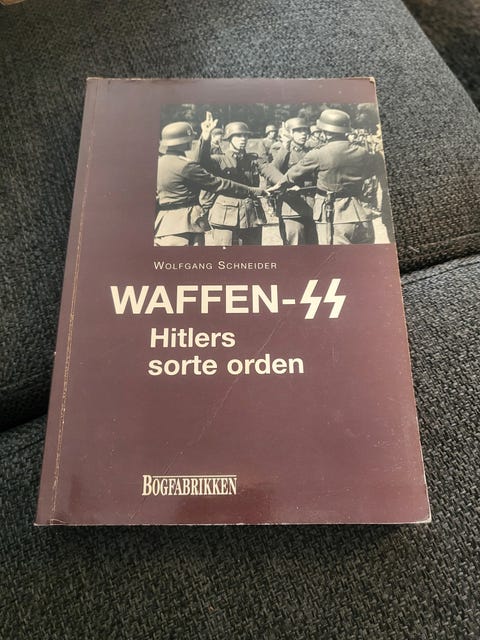 WOLFGANG SCHNEIDER
WAFFEN-SS
Hitlers
sorte orden
BOGFABRIKKEN